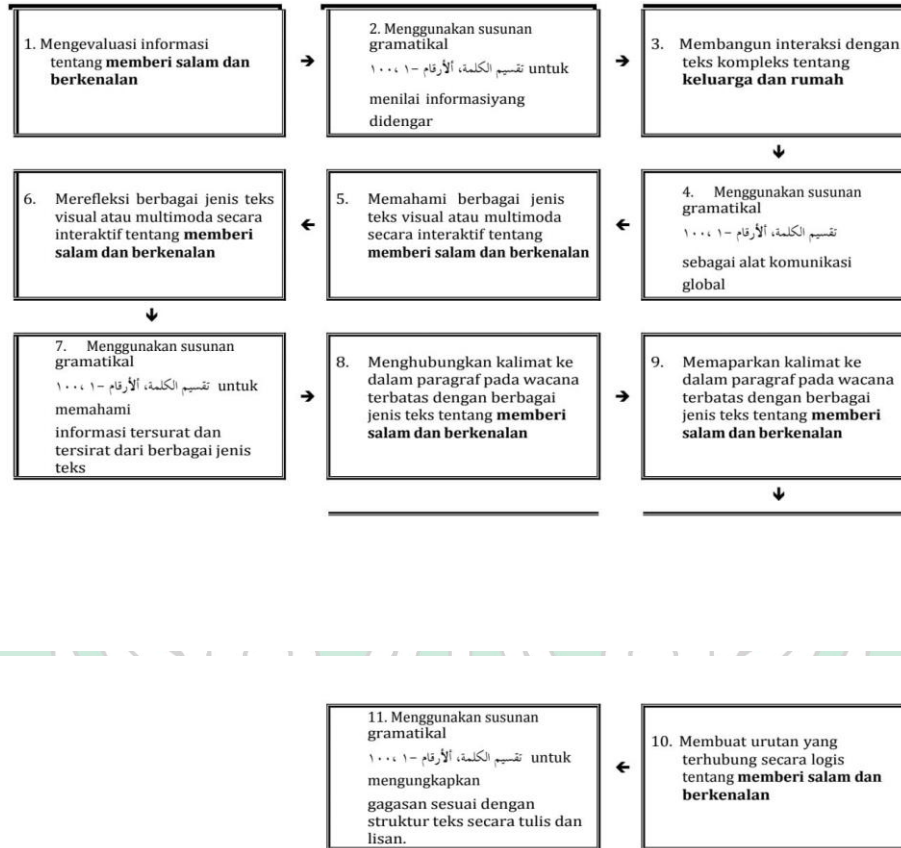 1. Mengevaluasi informasi
tentang memberi salam dan
berkenalan
➔
2. Menggunakan susunan
gramatikal
تقسيم الكلمة، ألأرقام –١ ،١٠٠ untuk
menilai informasiyang
didengar
➔
3. Membangun interaksi dengan
teks kompleks tentang
keluarga dan rumah
🡻
4. Menggunakan susunan
gramatikal
تقسيم الكلمة، ألأرقام –١ ،١٠٠
sebagai alat komunikasi
global
🡸
5. Memahami berbagai jenis
teks visual atau multimoda
secara interaktif tentang
memberi salam dan berkenalan
🡸
6. Merefleksi berbagai jenis teks
visual atau multimoda secara
interaktif tentang memberi
salam dan berkenalan
🡻
7. Menggunakan susunan
gramatikal
تقسيم الكلمة، ألأرقام –١ ،١٠٠ untuk
memahami
informasi tersurat dan
tersirat dari berbagai jenis
teks
➔
8. Menghubungkan kalimat ke
dalam paragraf pada wacana
terbatas dengan berbagai
jenis teks tentang memberi
salam dan berkenalan
➔
9. Memaparkan kalimat ke
dalam paragraf pada wacana
terbatas dengan berbagai
jenis teks tentang memberi
salam dan berkenalan
🡻
10. Membuat urutan yang
terhubung secara logis
tentang memberi salam dan
berkenalan
🡸
11. Menggunakan susunan
gramatikal
تقسيم الكلمة، ألأرقام –١ ،١٠٠ untuk
mengungkapkan
gagasan sesuai dengan
struktur teks secara tulis dan
lisan.